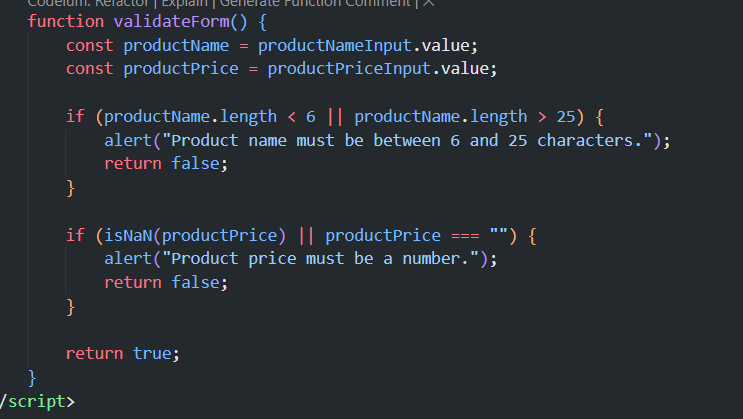 Codeium: Refactor | Explain | Generate Function Comment | ✕
function validateForm() {
const productName = productNameInput.value;
const productPrice = productPriceInput.value;
if (productName.length < 6 || productName.length > 25) {
alert("Product name must be between 6 and 25 characters.");
return false;
}
if (isNaN(productPrice) || productPrice === "") {
alert("Product price must be a number.");
return false;
}
return true;
}
/script>